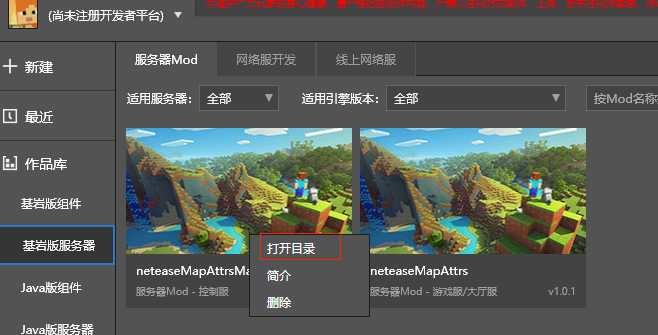 (尚未注册开发者平台)
新建
服务器Mod
网络服开发
线上网络服
适用服务器:
全部
适用引擎版本:
全部
按Mod名称
最近
作品库
基岩版组件
基岩版服务器
Java版组件
Java版服务器
neteaseMapAttrsMa
服务器Mod - 控制服
neteaseMapAttrs
服务器Mod - 游戏服/大厅服
v1.0.1
打开目录
简介
删除